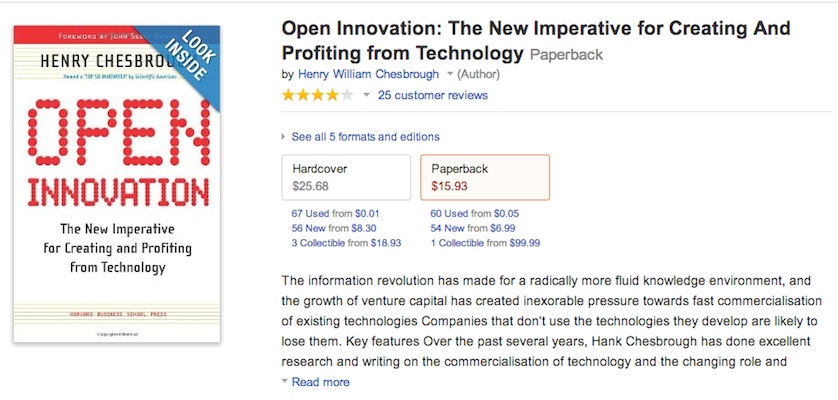 FOREWORD BY JOHN SEELY
LOOK INSIDE
HENRY CHESBROUGH
Named a "TOP 50 INNOVATOR" by Scientific American
OPEN
INNOVATION
The New Imperative
for Creating and Profiting
from Technology
HARVARD BUSINESS SCHOOL PRESS
Copyrighted Material
Open Innovation: The New Imperative for Creating And
Profiting from Technology Paperback
by Henry William Chesbrough (Author)
25 customer reviews
See all 5 formats and editions
Hardcover
$25.68
67 Used from $0.01
56 New from $8.30
3 Collectible from $18.93
Paperback
$15.93
60 Used from $0.05
54 New from $6.99
1 Collectible from $99.99
The information revolution has made for a radically more fluid knowledge environment, and
the growth of venture capital has created inexorable pressure towards fast commercialisation
of existing technologies Companies that don't use the technologies they develop are likely to
lose them. Key features Over the past several years, Hank Chesbrough has done excellent
research and writing on the commercialisation of technology and the changing role and
Read more